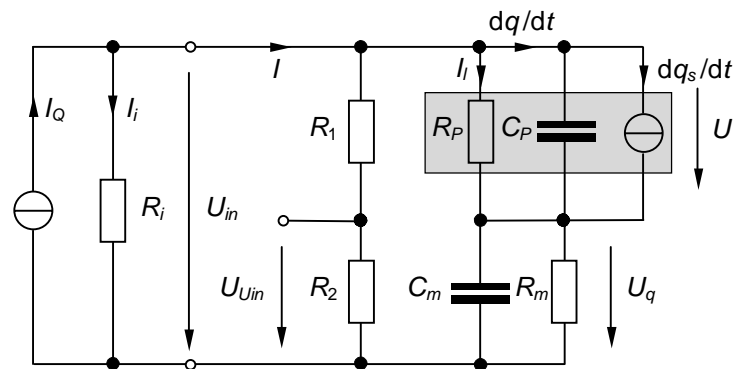 dq/dt
I_Q
I_i
I
I_l
dq_s/dt
R_1
R_P
C_P
U
R_i
U_in
U_Uin
R_2
C_m
R_m
U_q